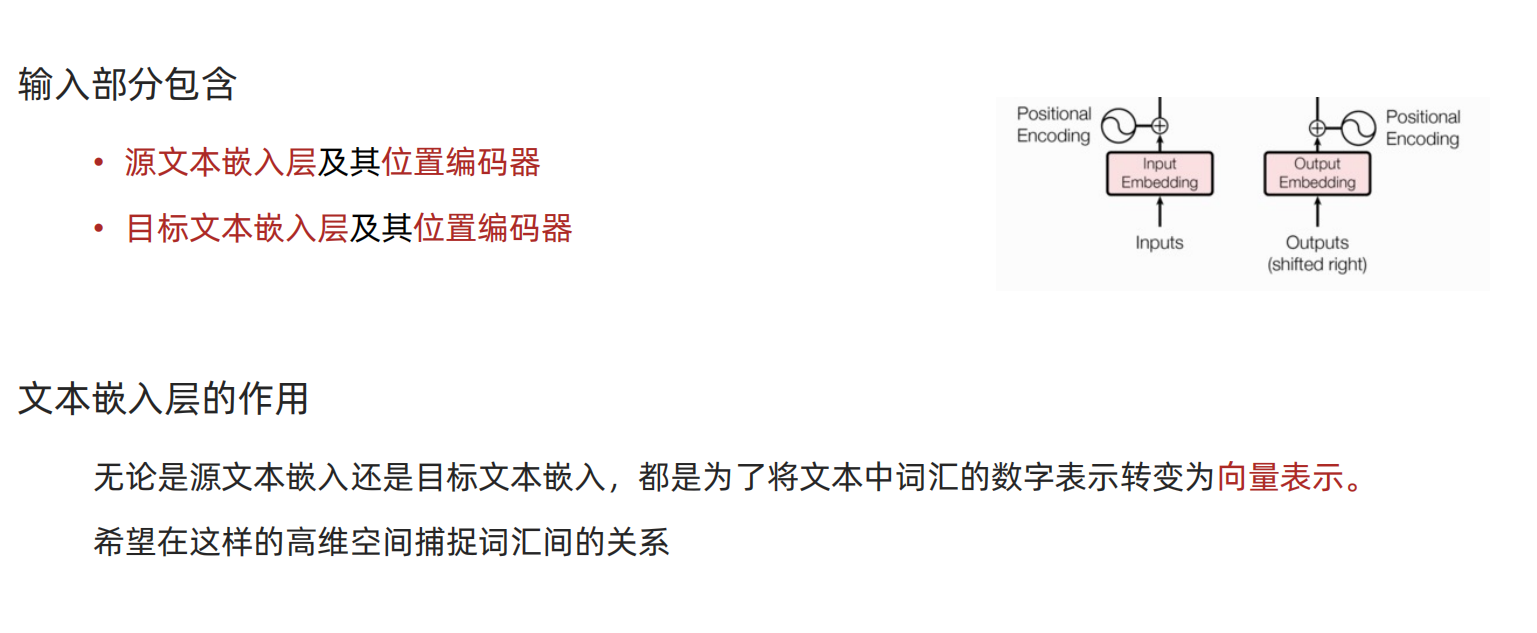 输入部分包含
• 源文本嵌入层及其位置编码器
• 目标文本嵌入层及其位置编码器
Positional
Encoding
Input
Embedding
Inputs
Output
Embedding
Outputs
(shifted right)
Positional
Encoding
文本嵌入层的作用
无论是源文本嵌入还是目标文本嵌入，都是为了将文本中词汇的数字表示转变为向量表示。
希望在这样的高维空间捕捉词汇间的关系